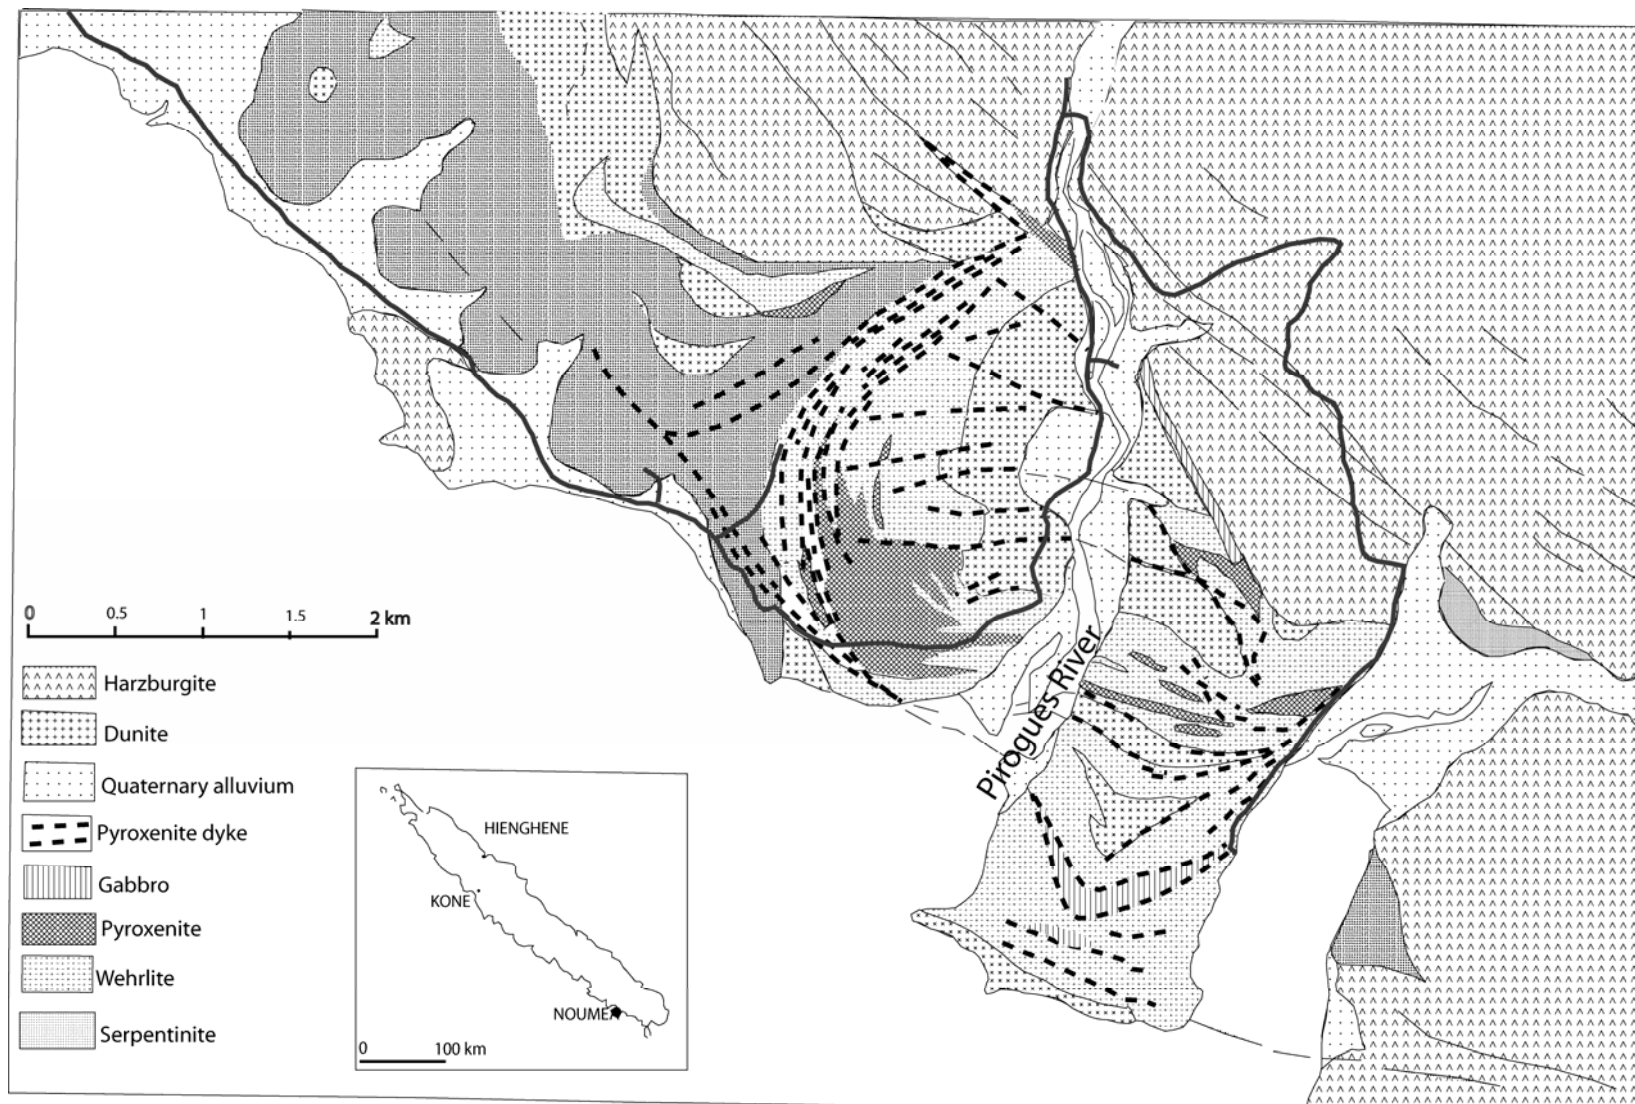 Pirogues River
0 0.5 1 1.5 2 km
Harzburgite
Dunite
Quaternary alluvium
Pyroxenite dyke
Gabbro
Pyroxenite
Wehrlite
Serpentinite
HIENGHENE
KONE
NOUMEA
0 100 km